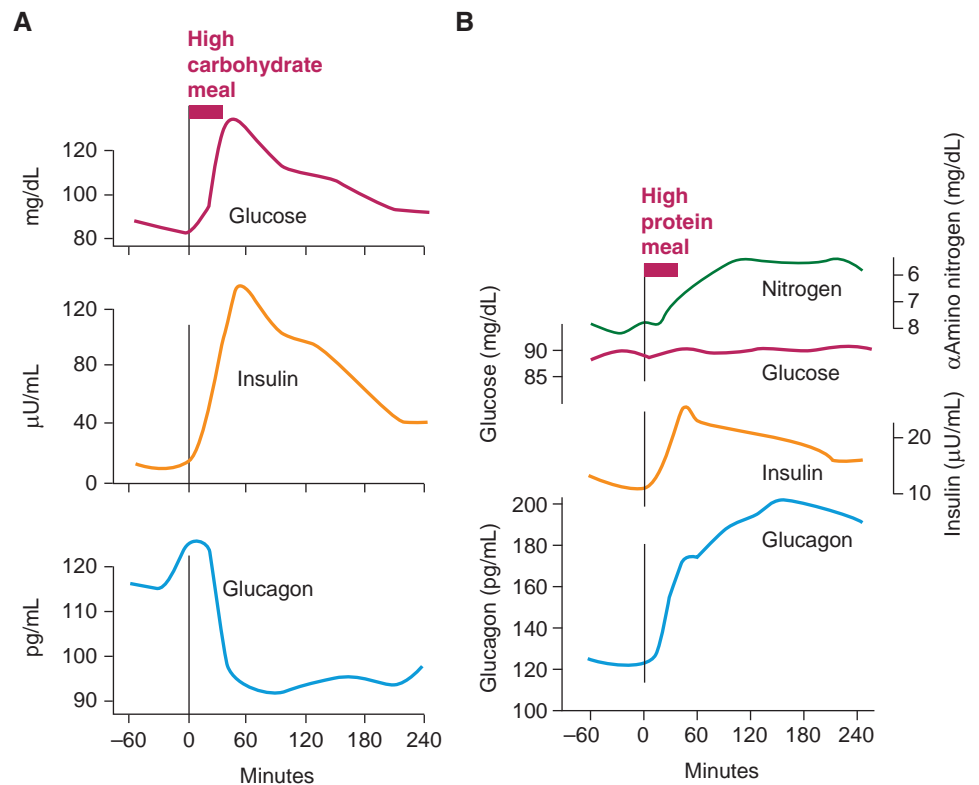 A
High
carbohydrate
meal
120
100
80
mg/dL
Glucose
120
80
40
0
μU/mL
Insulin
120
110
100
90
pg/mL
Glucagon
–60 0 60 120 180 240
Minutes
B
High
protein
meal
Nitrogen
6
7
8
αAmino nitrogen (mg/dL)
90
85
Glucose (mg/dL)
Glucose
Insulin
20
10
Insulin (μU/mL)
200
180
160
140
120
100
Glucagon (pg/mL)
Glucagon
–60 0 60 120 180 240
Minutes